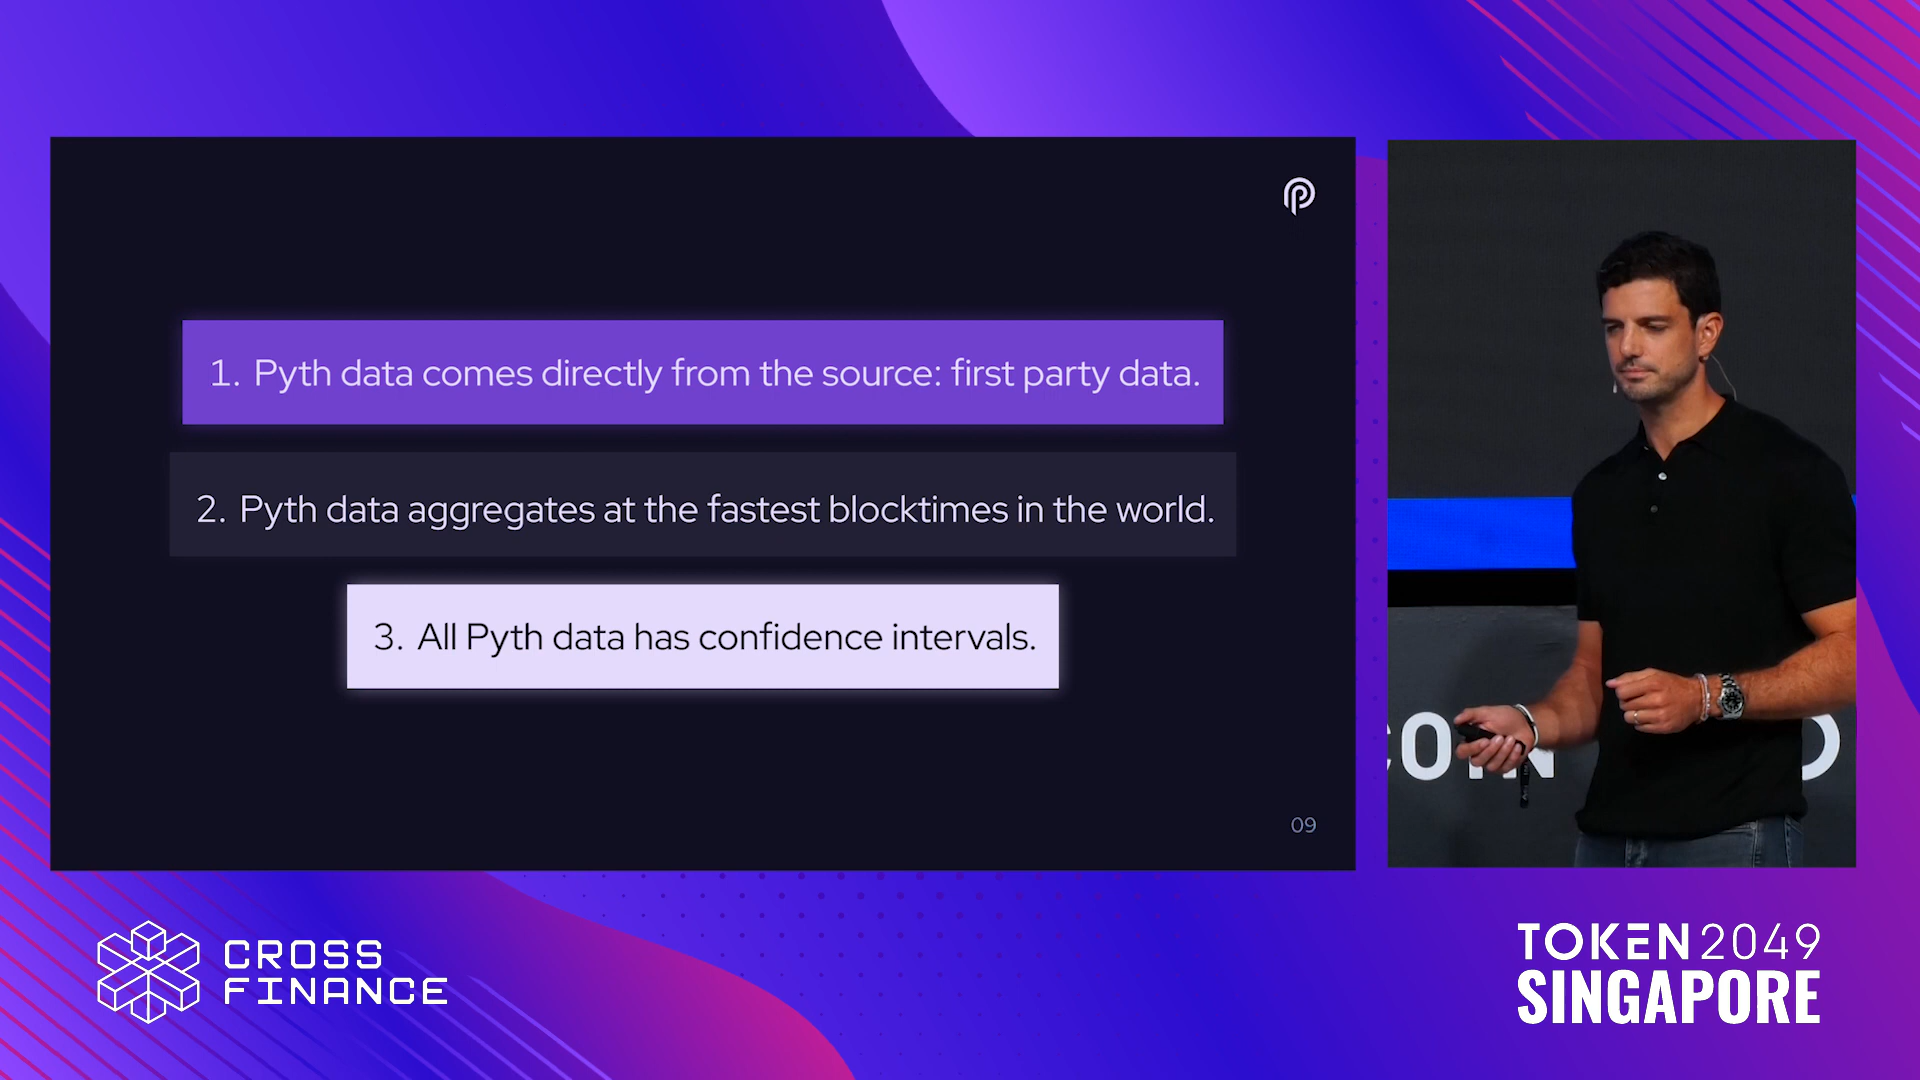 1. Pyth data comes directly from the source: first party data.
2. Pyth data aggregates at the fastest blocktimes in the world.
3. All Pyth data has confidence intervals.
09
COIN
CROSS
FINANCE
TOKEN2049
SINGAPORE